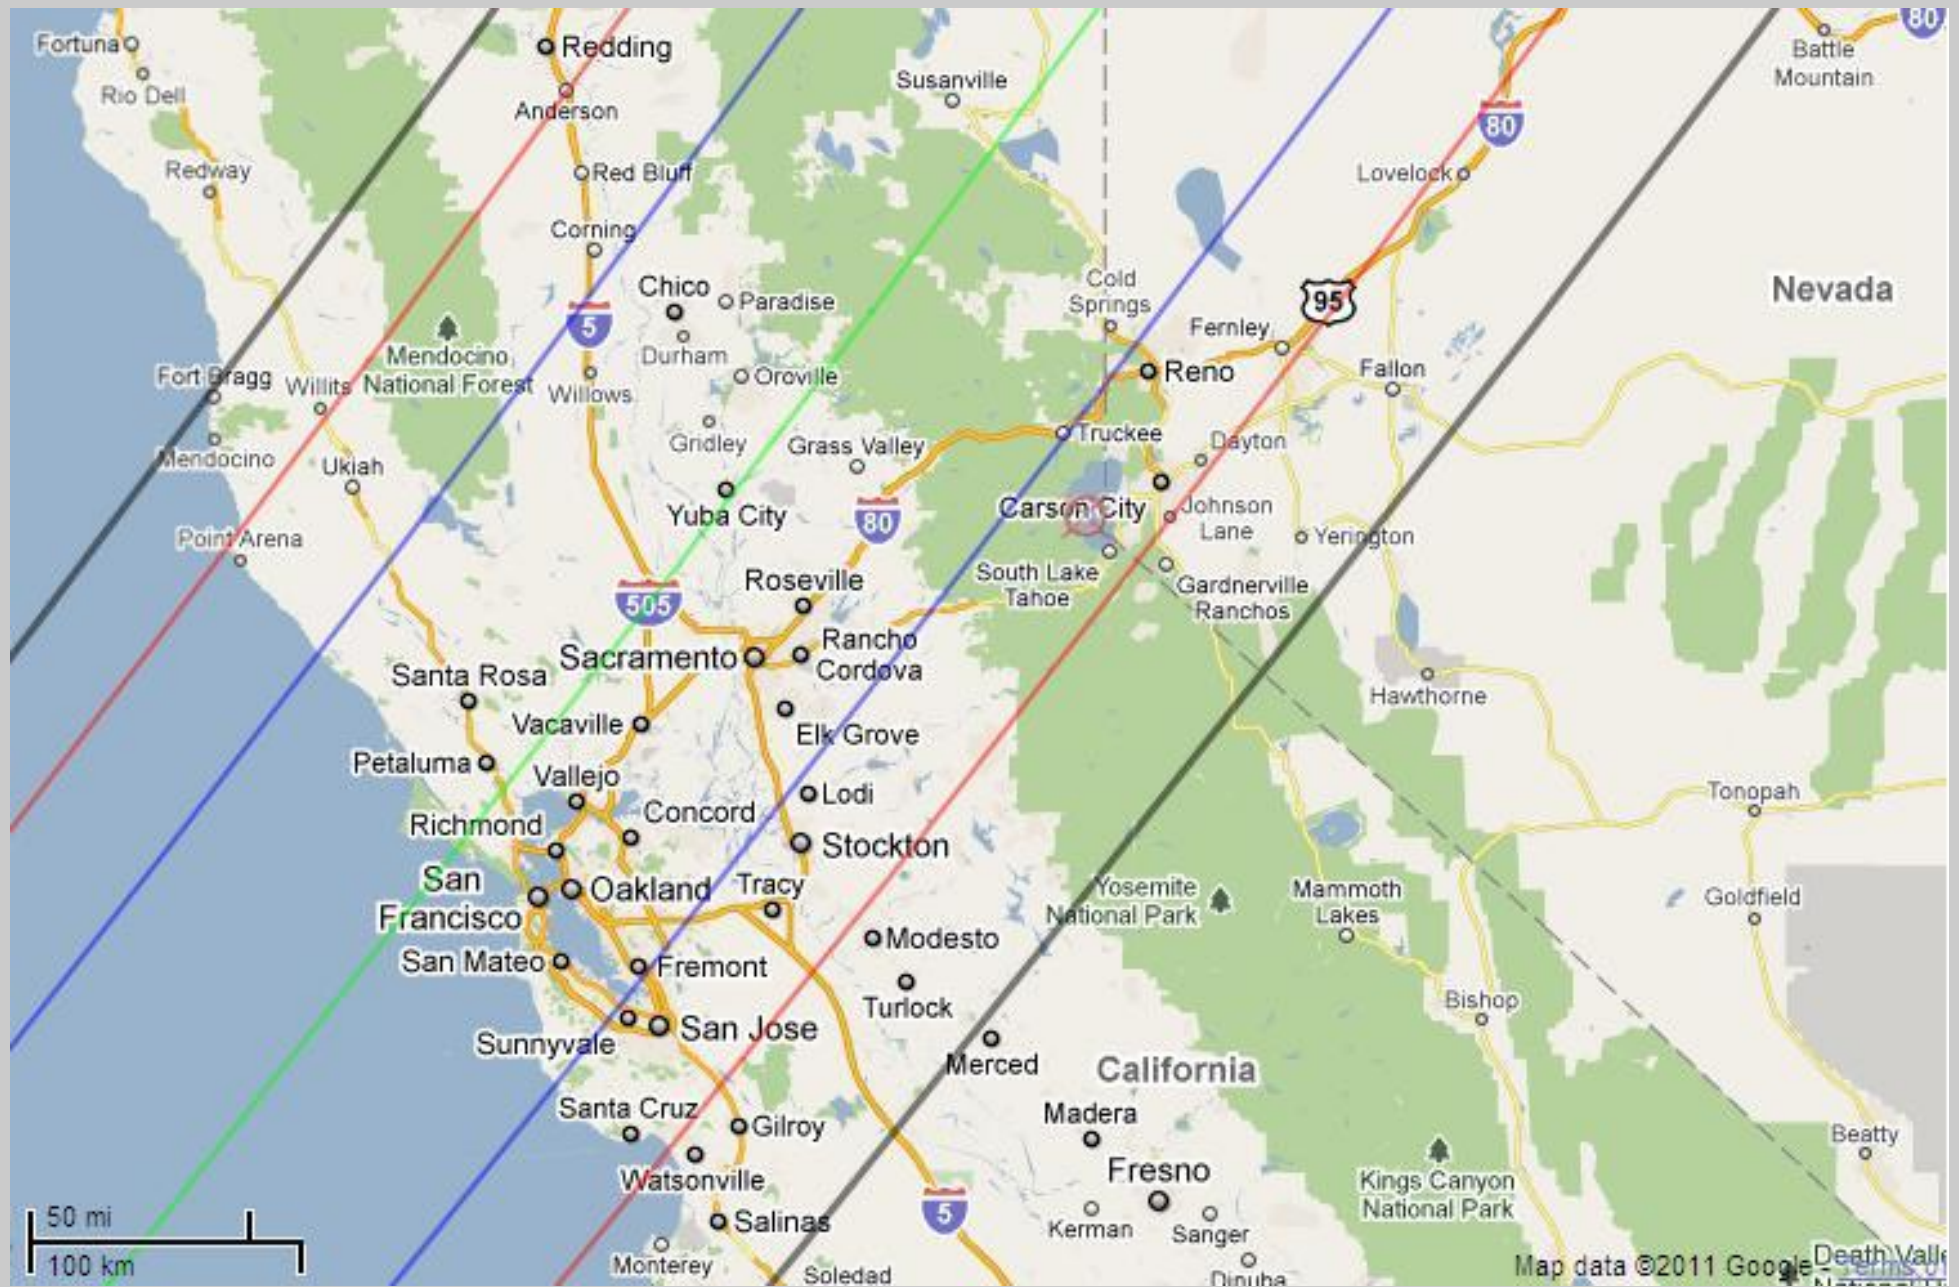 80
Fortuna
Redding
Battle
Mountain
Rio Dell
Susanville
Anderson
80
Redway
Red Bluff
Lovelock
Corning
Chico
Paradise
Cold
Springs
Nevada
95
5
Fernley
Mendocino
National Forest
Durham
Fort Bragg
Willits
Oroville
Reno
Fallon
Willows
Gridley
Grass Valley
Truckee
Dayton
Mendocino
Ukiah
Yuba City
80
Carson City
Johnson
Lane
Point Arena
Yerington
South Lake
Tahoe
Roseville
Gardnerville
Ranchos
505
Sacramento
Rancho
Cordova
Santa Rosa
Hawthorne
Vacaville
Elk Grove
Petaluma
Vallejo
Lodi
Tonopah
Richmond
Concord
Stockton
San
Francisco
Oakland
Tracy
Yosemite
National Park
Mammoth
Lakes
Goldfield
San Mateo
Fremont
Modesto
Turlock
Bishop
Sunnyvale
San Jose
Merced
California
Santa Cruz
Gilroy
Madera
Beatty
Watsonville
Fresno
Kings Canyon
National Park
5
50 mi
Salinas
Kerman
Sanger
100 km
Monterey
Soledad
Dinuba
Map data ©2011 Google - Terms of
Death Valle